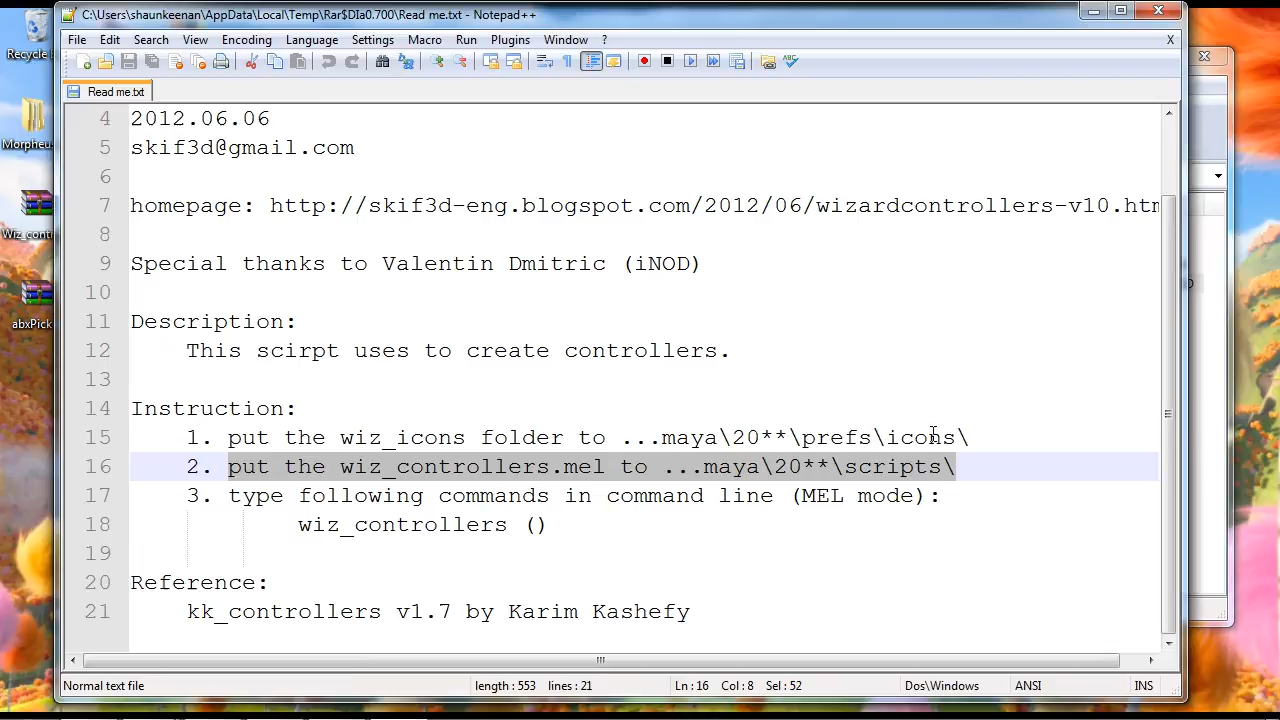 C:\Users\shaunkeenan\AppData\Local\Temp\Rar$DIa0.700\Read me.txt - Notepad++
File Edit Search View Encoding Language Settings Macro Run Plugins Window ? X
Read me.txt
4 2012.06.06
5 skif3d@gmail.com
6
7 homepage: http://skif3d-eng.blogspot.com/2012/06/wizardcontrollers-v10.htm
8
9 Special thanks to Valentin Dmitric (iNOD)
10
11 Description:
12 This scirpt uses to create controllers.
13
14 Instruction:
15 1. put the wiz_icons folder to ...maya\20**\prefs\icons\
16 2. put the wiz_controllers.mel to ...maya\20**\scripts\
17 3. type following commands in command line (MEL mode):
18 wiz_controllers ()
19
20 Reference:
21 kk_controllers v1.7 by Karim Kashefy
Normal text file length : 553 lines : 21 Ln : 16 Col : 8 Sel : 52 Dos\Windows ANSI INS
Recycle
Morpheus
Wiz_cont
abxPick